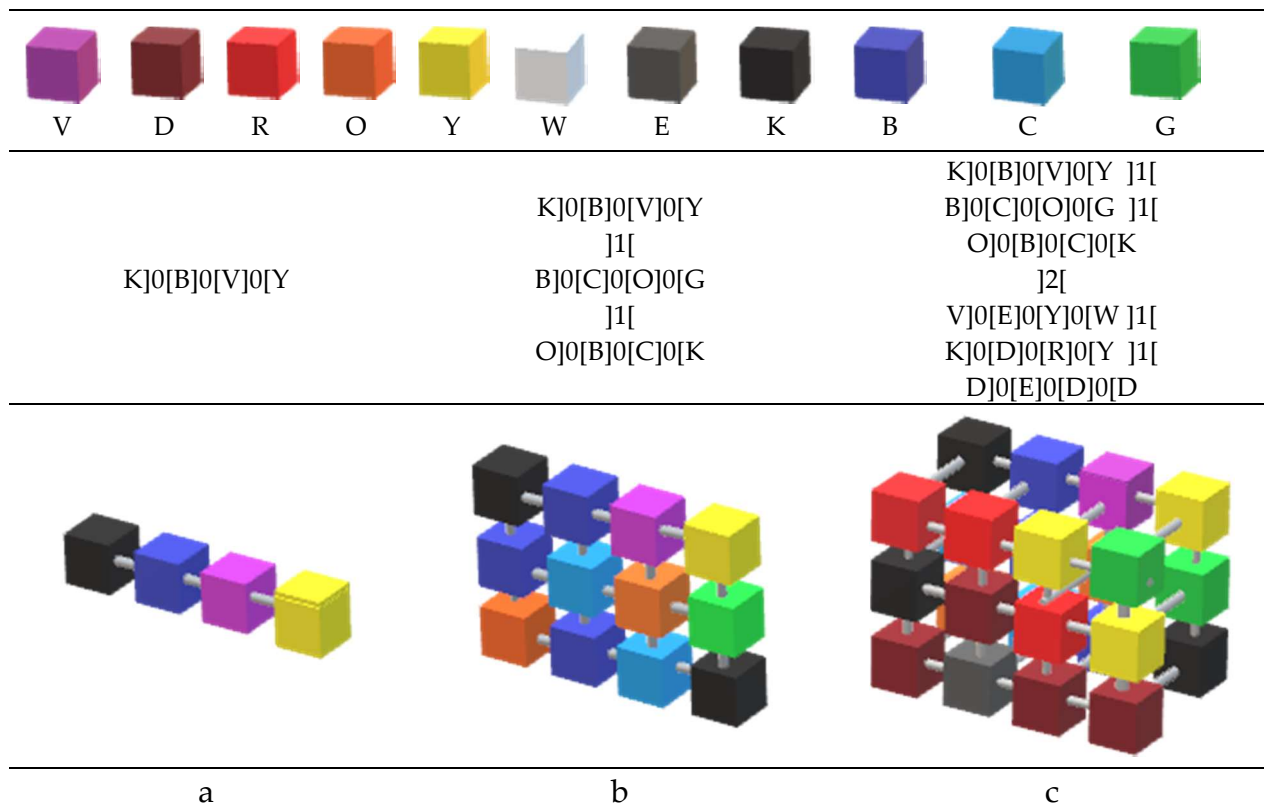 V D R O Y W E K B C G
K]0[B]0[V]0[Y
K]0[B]0[V]0[Y
]1[
B]0[C]0[O]0[G
]1[
O]0[B]0[C]0[K
K]0[B]0[V]0[Y ]1[
B]0[C]0[O]0[G ]1[
O]0[B]0[C]0[K
]2[
V]0[E]0[Y]0[W ]1[
K]0[D]0[R]0[Y ]1[
D]0[E]0[D]0[D
a b c